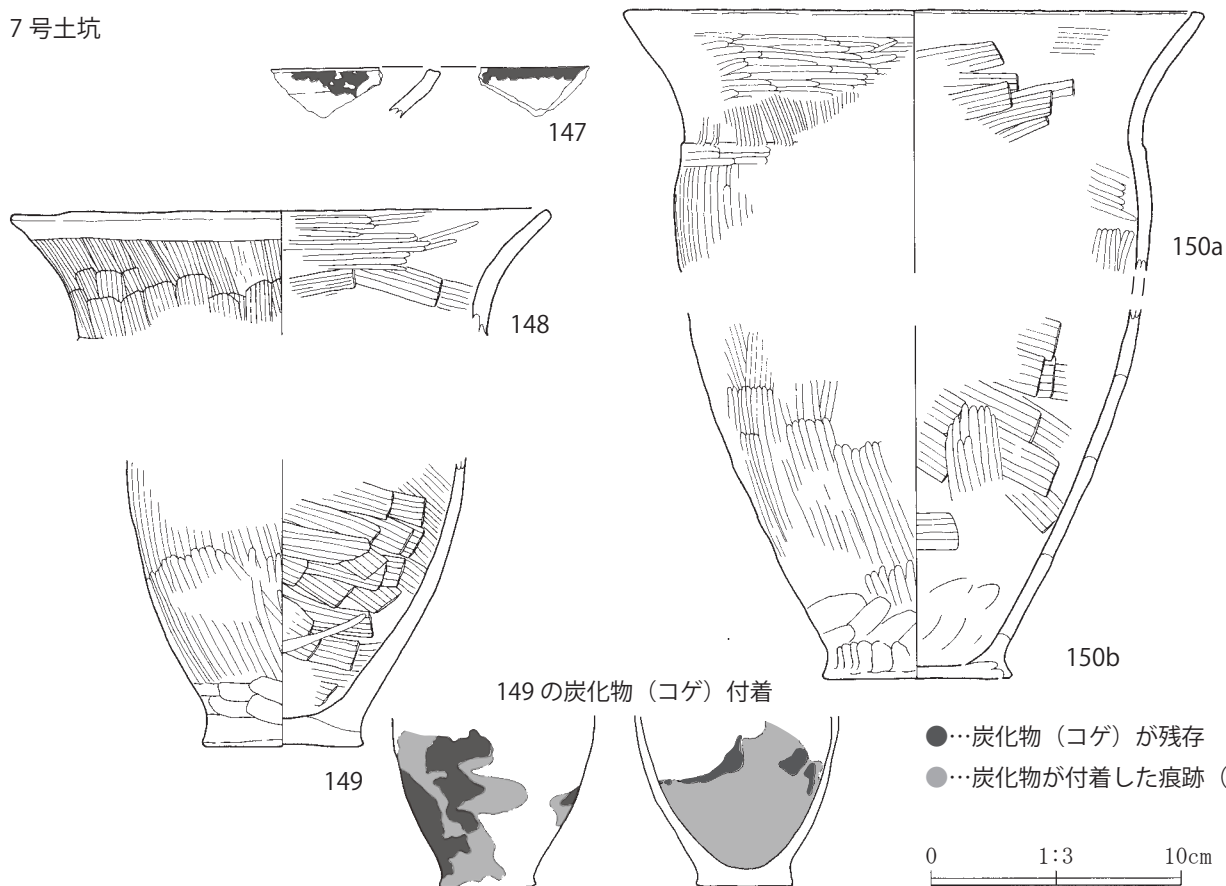 7 号土坑
147
148
150a
149 の炭化物（コゲ）付着
150b
149
●…炭化物（コゲ）が残存
●…炭化物が付着した痕跡（
0 1:3 10cm